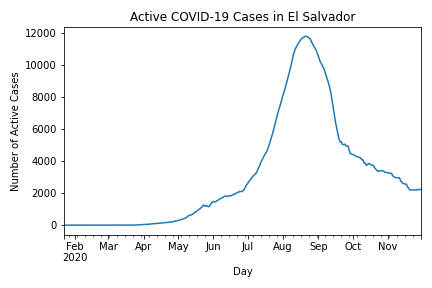 Active COVID-19 Cases in El Salvador
Number of Active Cases
12000
10000
8000
6000
4000
2000
0
Feb Mar Apr May Jun Jul Aug Sep Oct Nov
2020
Day